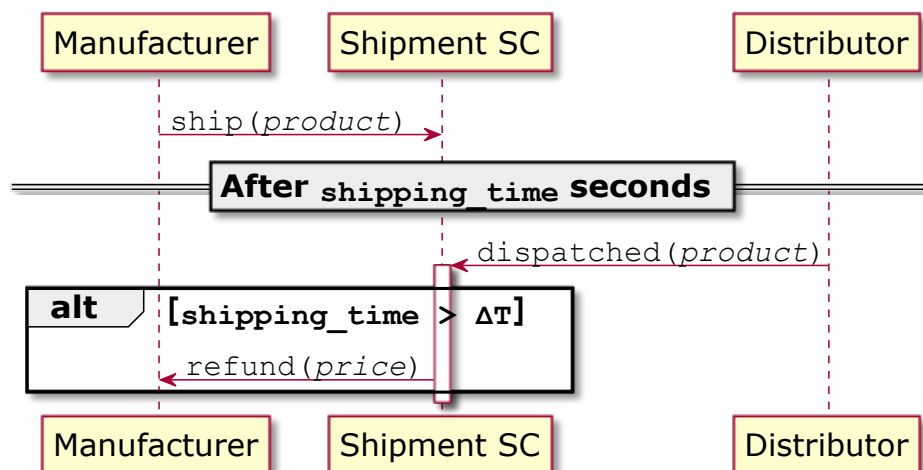 Manufacturer Shipment SC Distributor
ship(product)
After shipping_time seconds
dispatched(product)
alt [shipping_time > ΔT]
refund(price)
Manufacturer Shipment SC Distributor